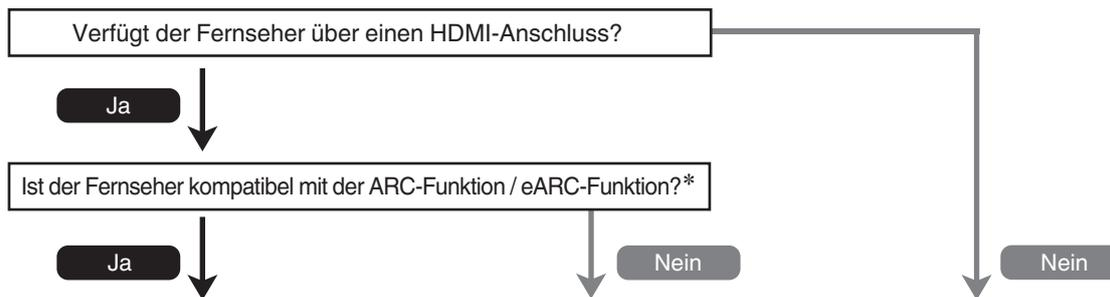 Verfügt der Fernseher über einen HDMI-Anschluss?
Ja
Ist der Fernseher kompatibel mit der ARC-Funktion / eARC-Funktion?*
Ja
Nein
Nein